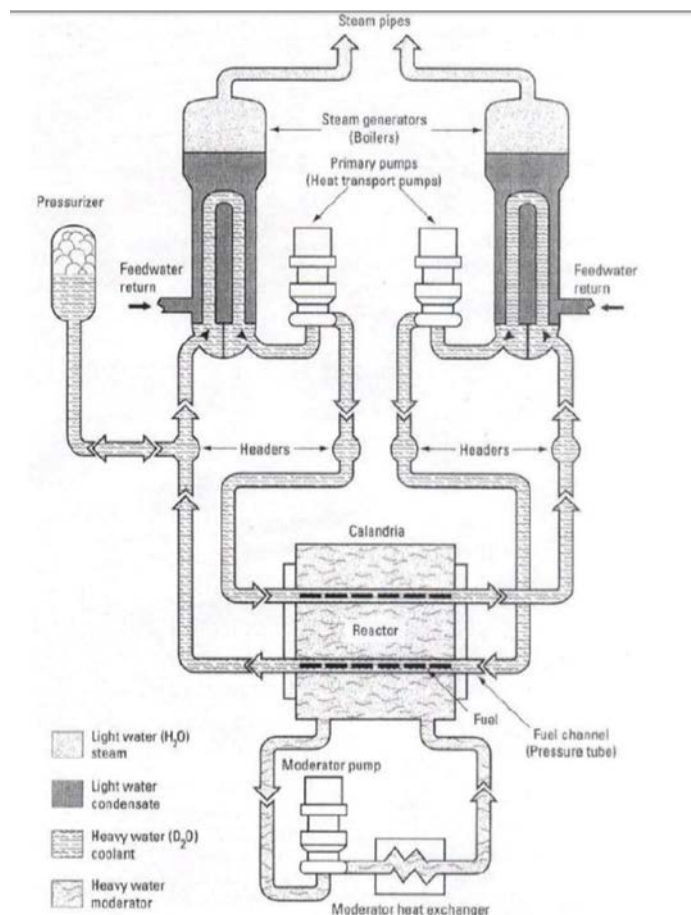 Steam pipes
Steam generators
(Boilers)
Primary pumps
(Heat transport pumps)
Pressurizer
Feedwater
return
Feedwater
return
Headers
Headers
Calandria
Reactor
Fuel
Fuel channel
(Pressure tube)
Moderator pump
Moderator heat exchanger
Light water (H₂O)
steam
Light water
condensate
Heavy water (D₂O)
coolant
Heavy water
moderator